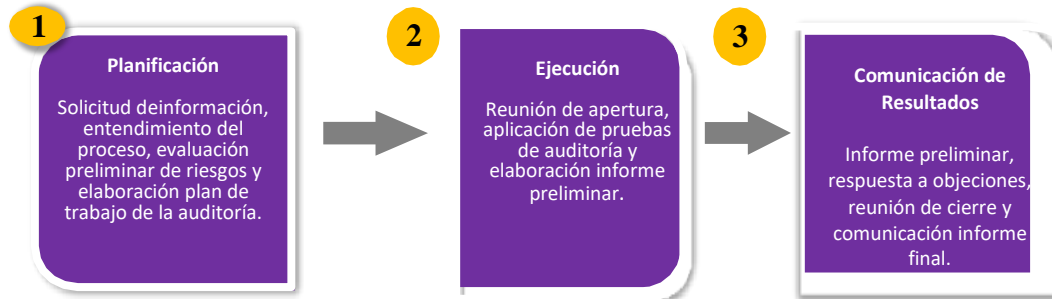 1
Planificación
Solicitud deinformación,
entendimiento del
proceso, evaluación
preliminar de riesgos y
elaboración plan de
trabajo de la auditoría.
2
Ejecución
Reunión de apertura,
aplicación de pruebas
de auditoría y
elaboración informe
preliminar.
3
Comunicación de
Resultados
Informe preliminar,
respuesta a objeciones,
reunión de cierre y
comunicación informe
final.